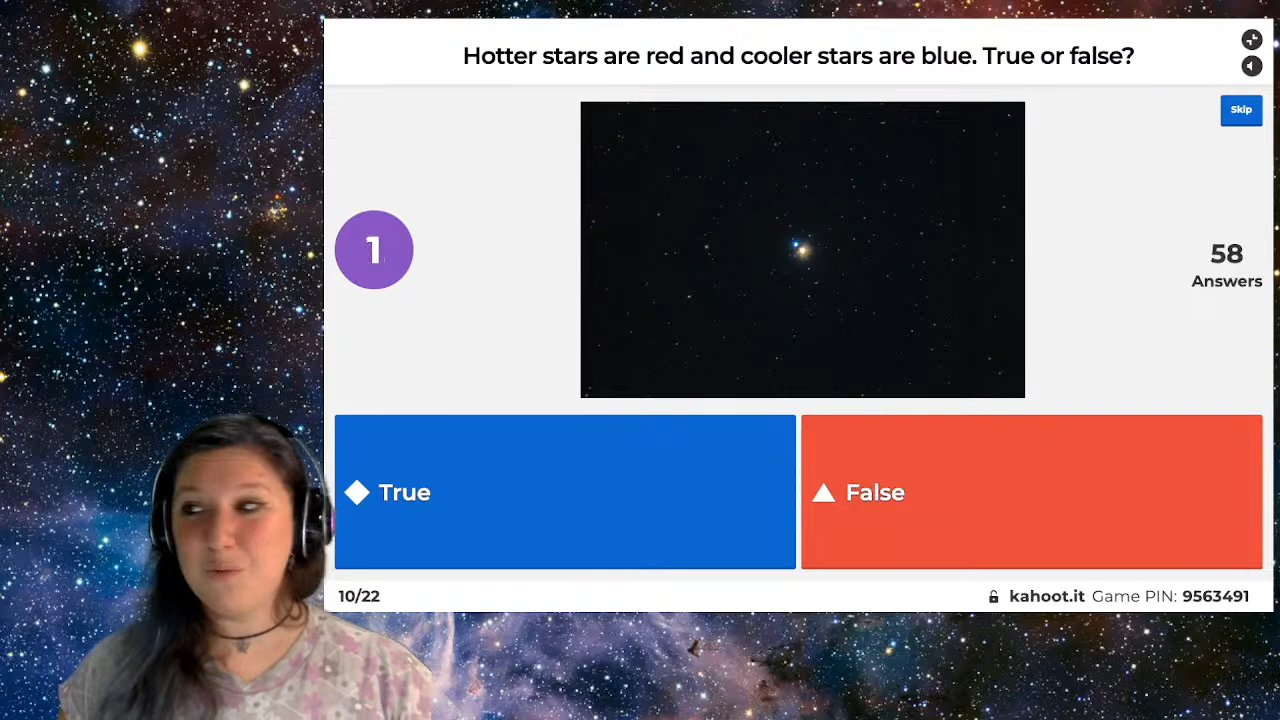 Hotter stars are red and cooler stars are blue. True or false?
Skip
1
58
Answers
True
False
10/22
kahoot.it Game PIN: 9563491